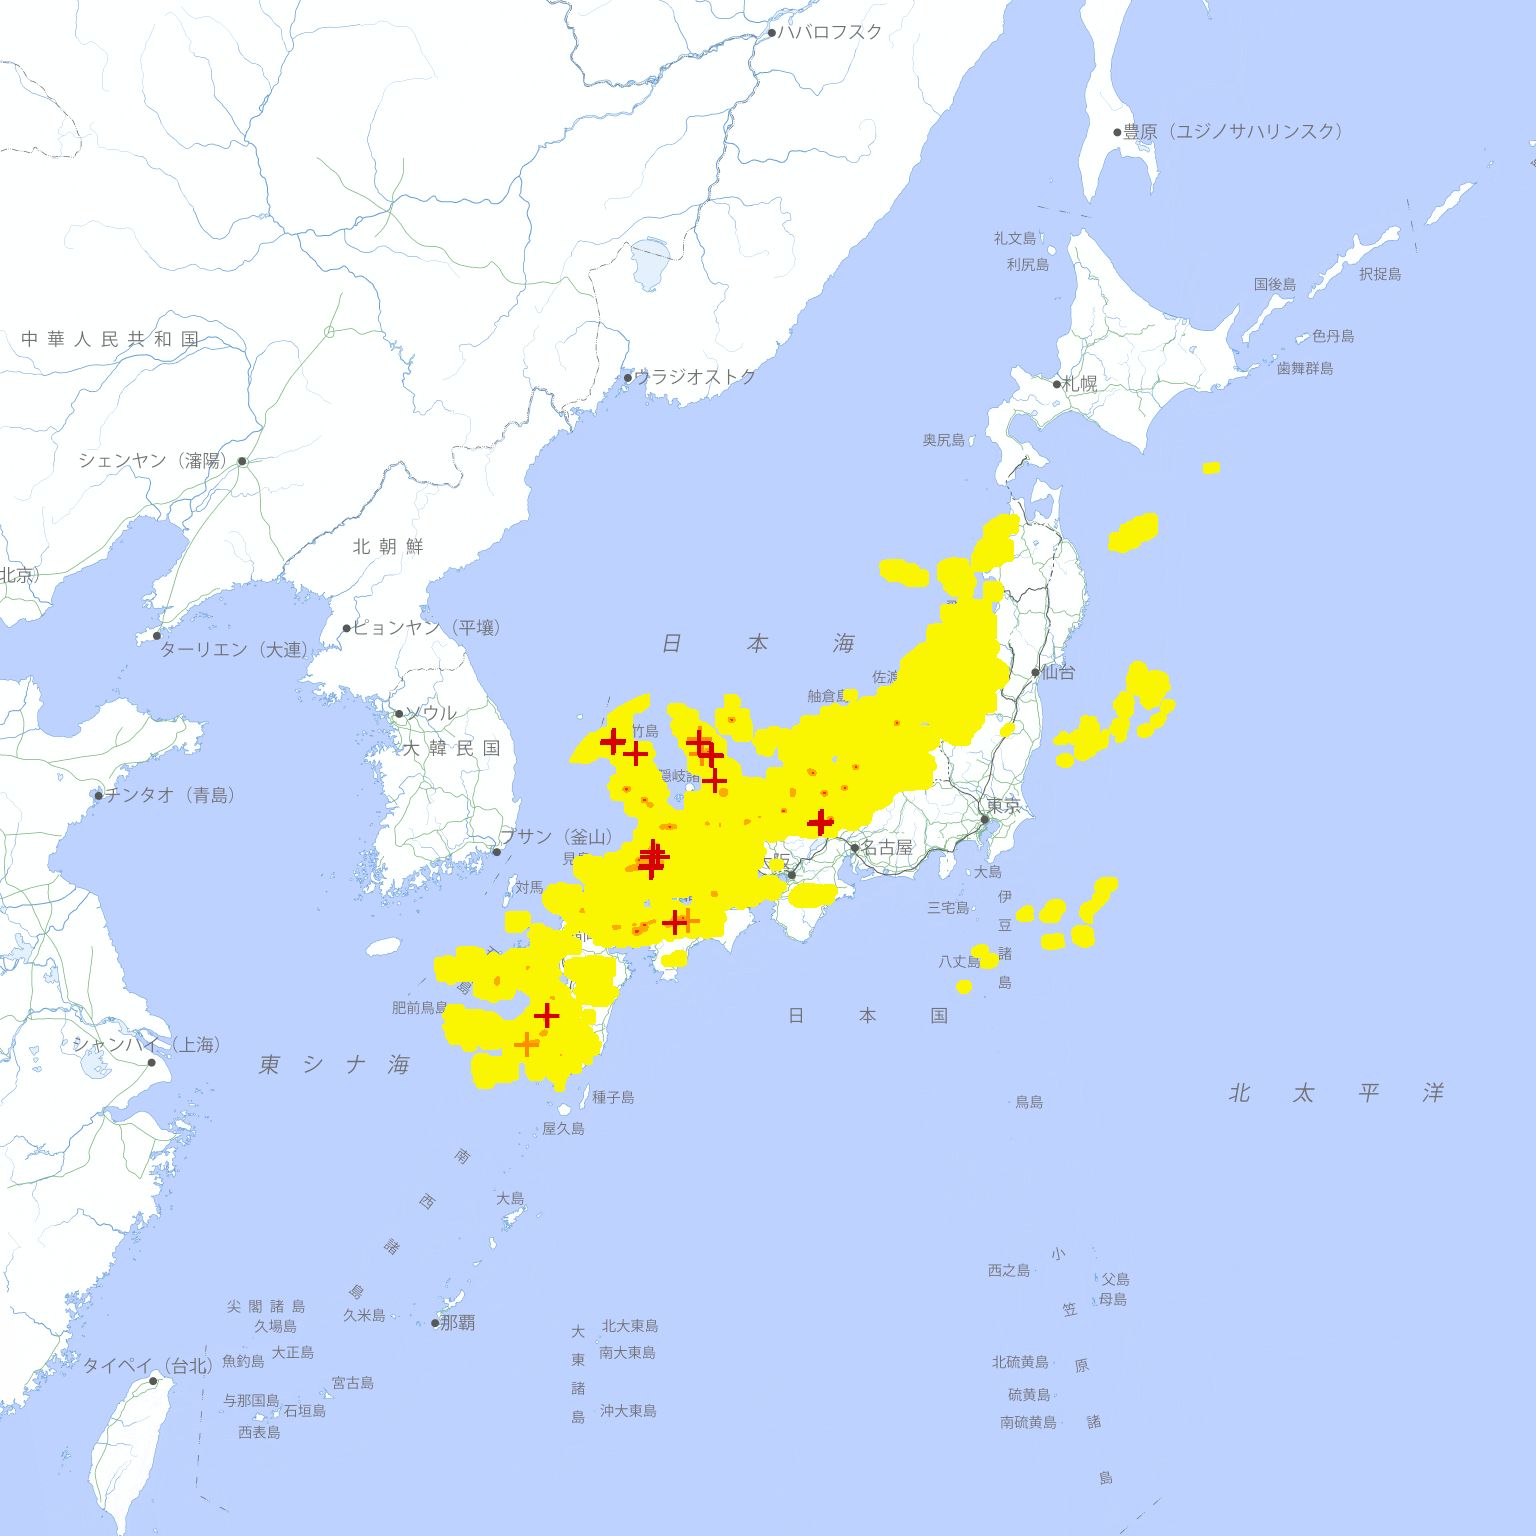 ハバロフスク
豊原（ユジノサハリンスク）
礼文島
利尻島
択捉島
国後島
色丹島
歯舞群島
中華人民共和国
ウラジオストク
札幌
奥尻島
シェンヤン（瀋陽）
北朝鮮
北京）
ピョンヤン（平壌）
ターリエン（大連）
日本海
仙台
佐渡
舳倉島
ソウル
竹島
大韓民国
隠岐諸
チンタオ（青島）
東京
プサン（釜山）
名古屋
大島
対馬
伊豆諸島
三宅島
八丈島
肥前鳥島
日本国
シャンハイ（上海）
東シナ海
北太平洋
種子島
鳥島
屋久島
南西諸島
大島
小笠原諸島
西之島
父島
母島
尖閣諸島
久米島
久場島
那覇
大東諸島
北大東島
大正島
南大東島
タイペイ（台北）
魚釣島
北硫黄島
宮古島
硫黄島
与那国島
石垣島
沖大東島
南硫黄島
西表島